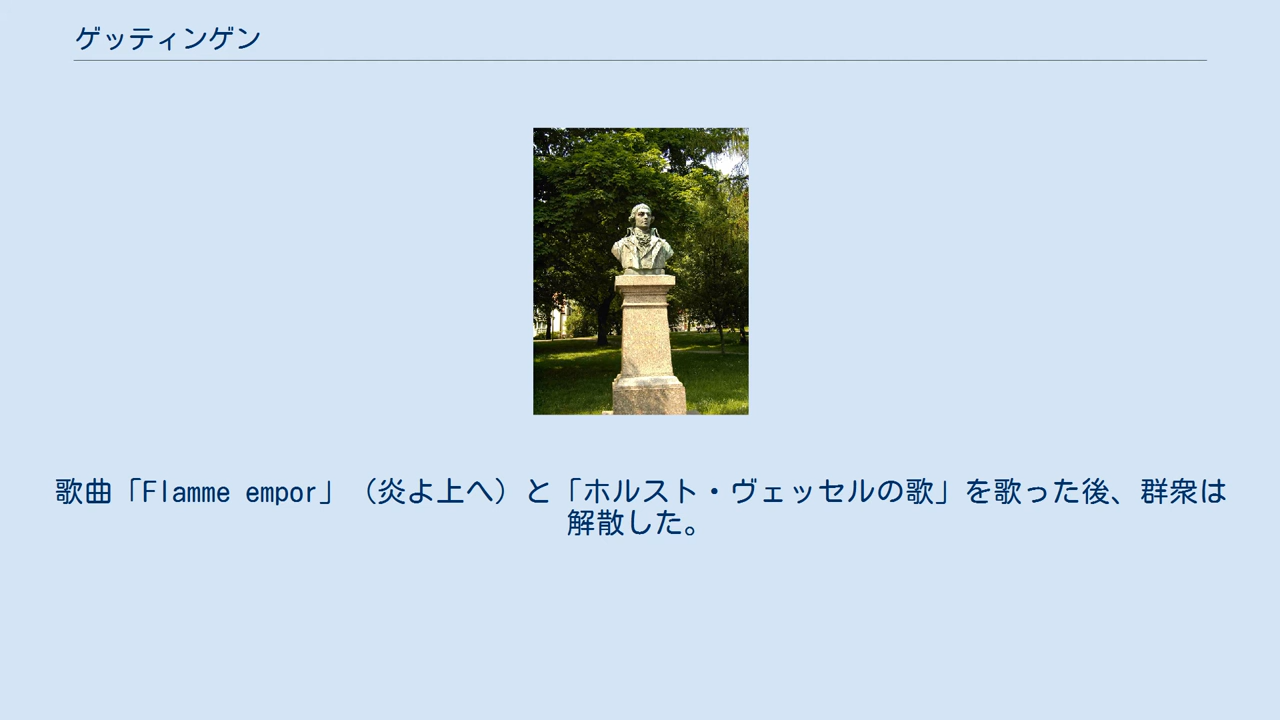 ゲッティンゲン
歌曲「Flamme empor」（炎よ上へ）と「ホルスト・ヴェッセルの歌」を歌った後、群衆は
解散した。